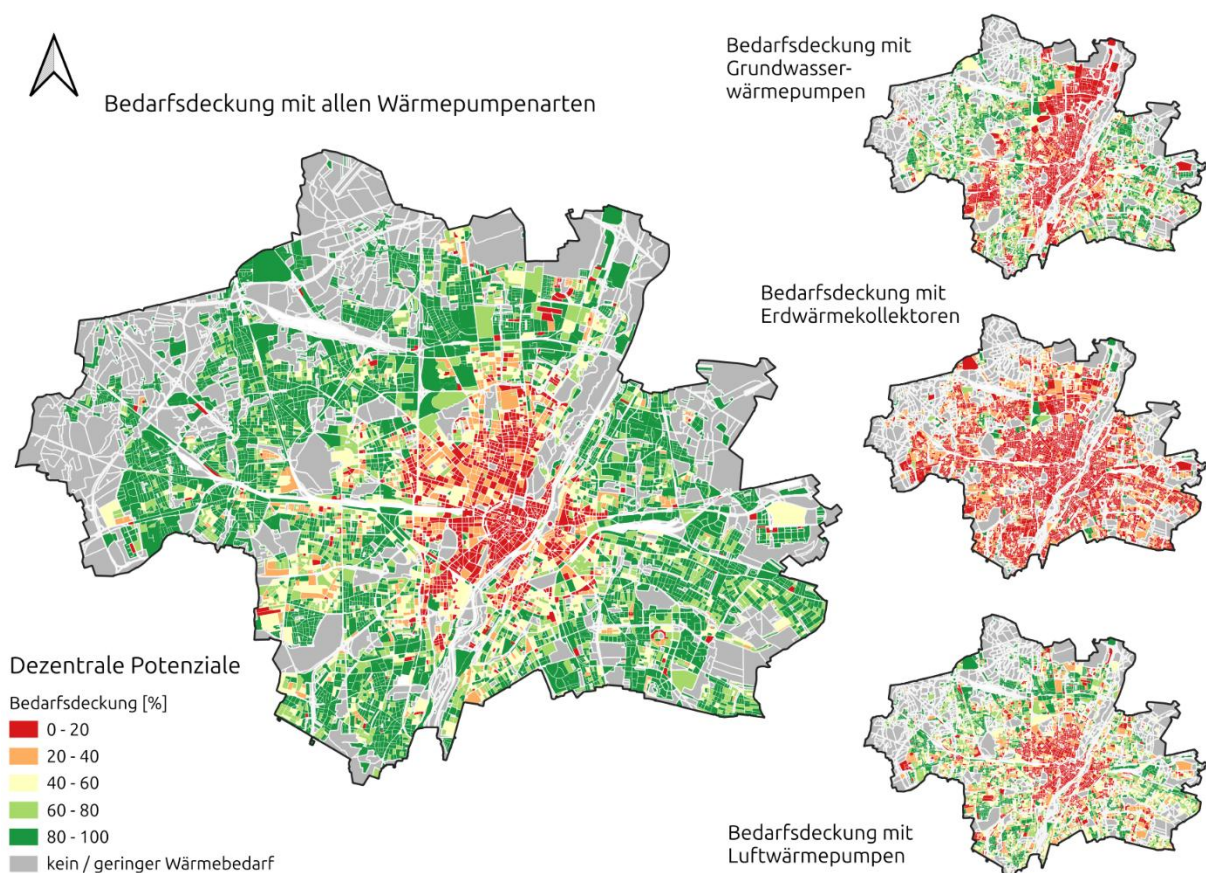 Bedarfsdeckung mit allen Wärmepumpenarten
Bedarfsdeckung mit
Grundwasser-
wärmepumpen
Bedarfsdeckung mit
Erdwärmekollektoren
Bedarfsdeckung mit
Luftwärmepumpen
Dezentrale Potenziale
Bedarfsdeckung [%]
0 - 20
20 - 40
40 - 60
60 - 80
80 - 100
kein / geringer Wärmebedarf